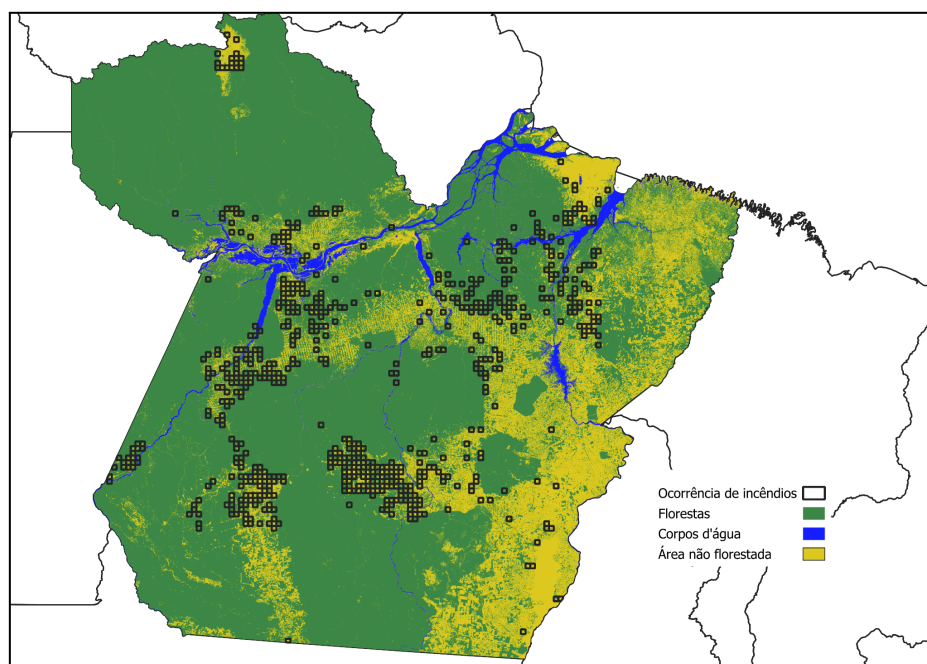 Ocorrência de incêndios
Florestas
Corpos d'água
Área não florestada